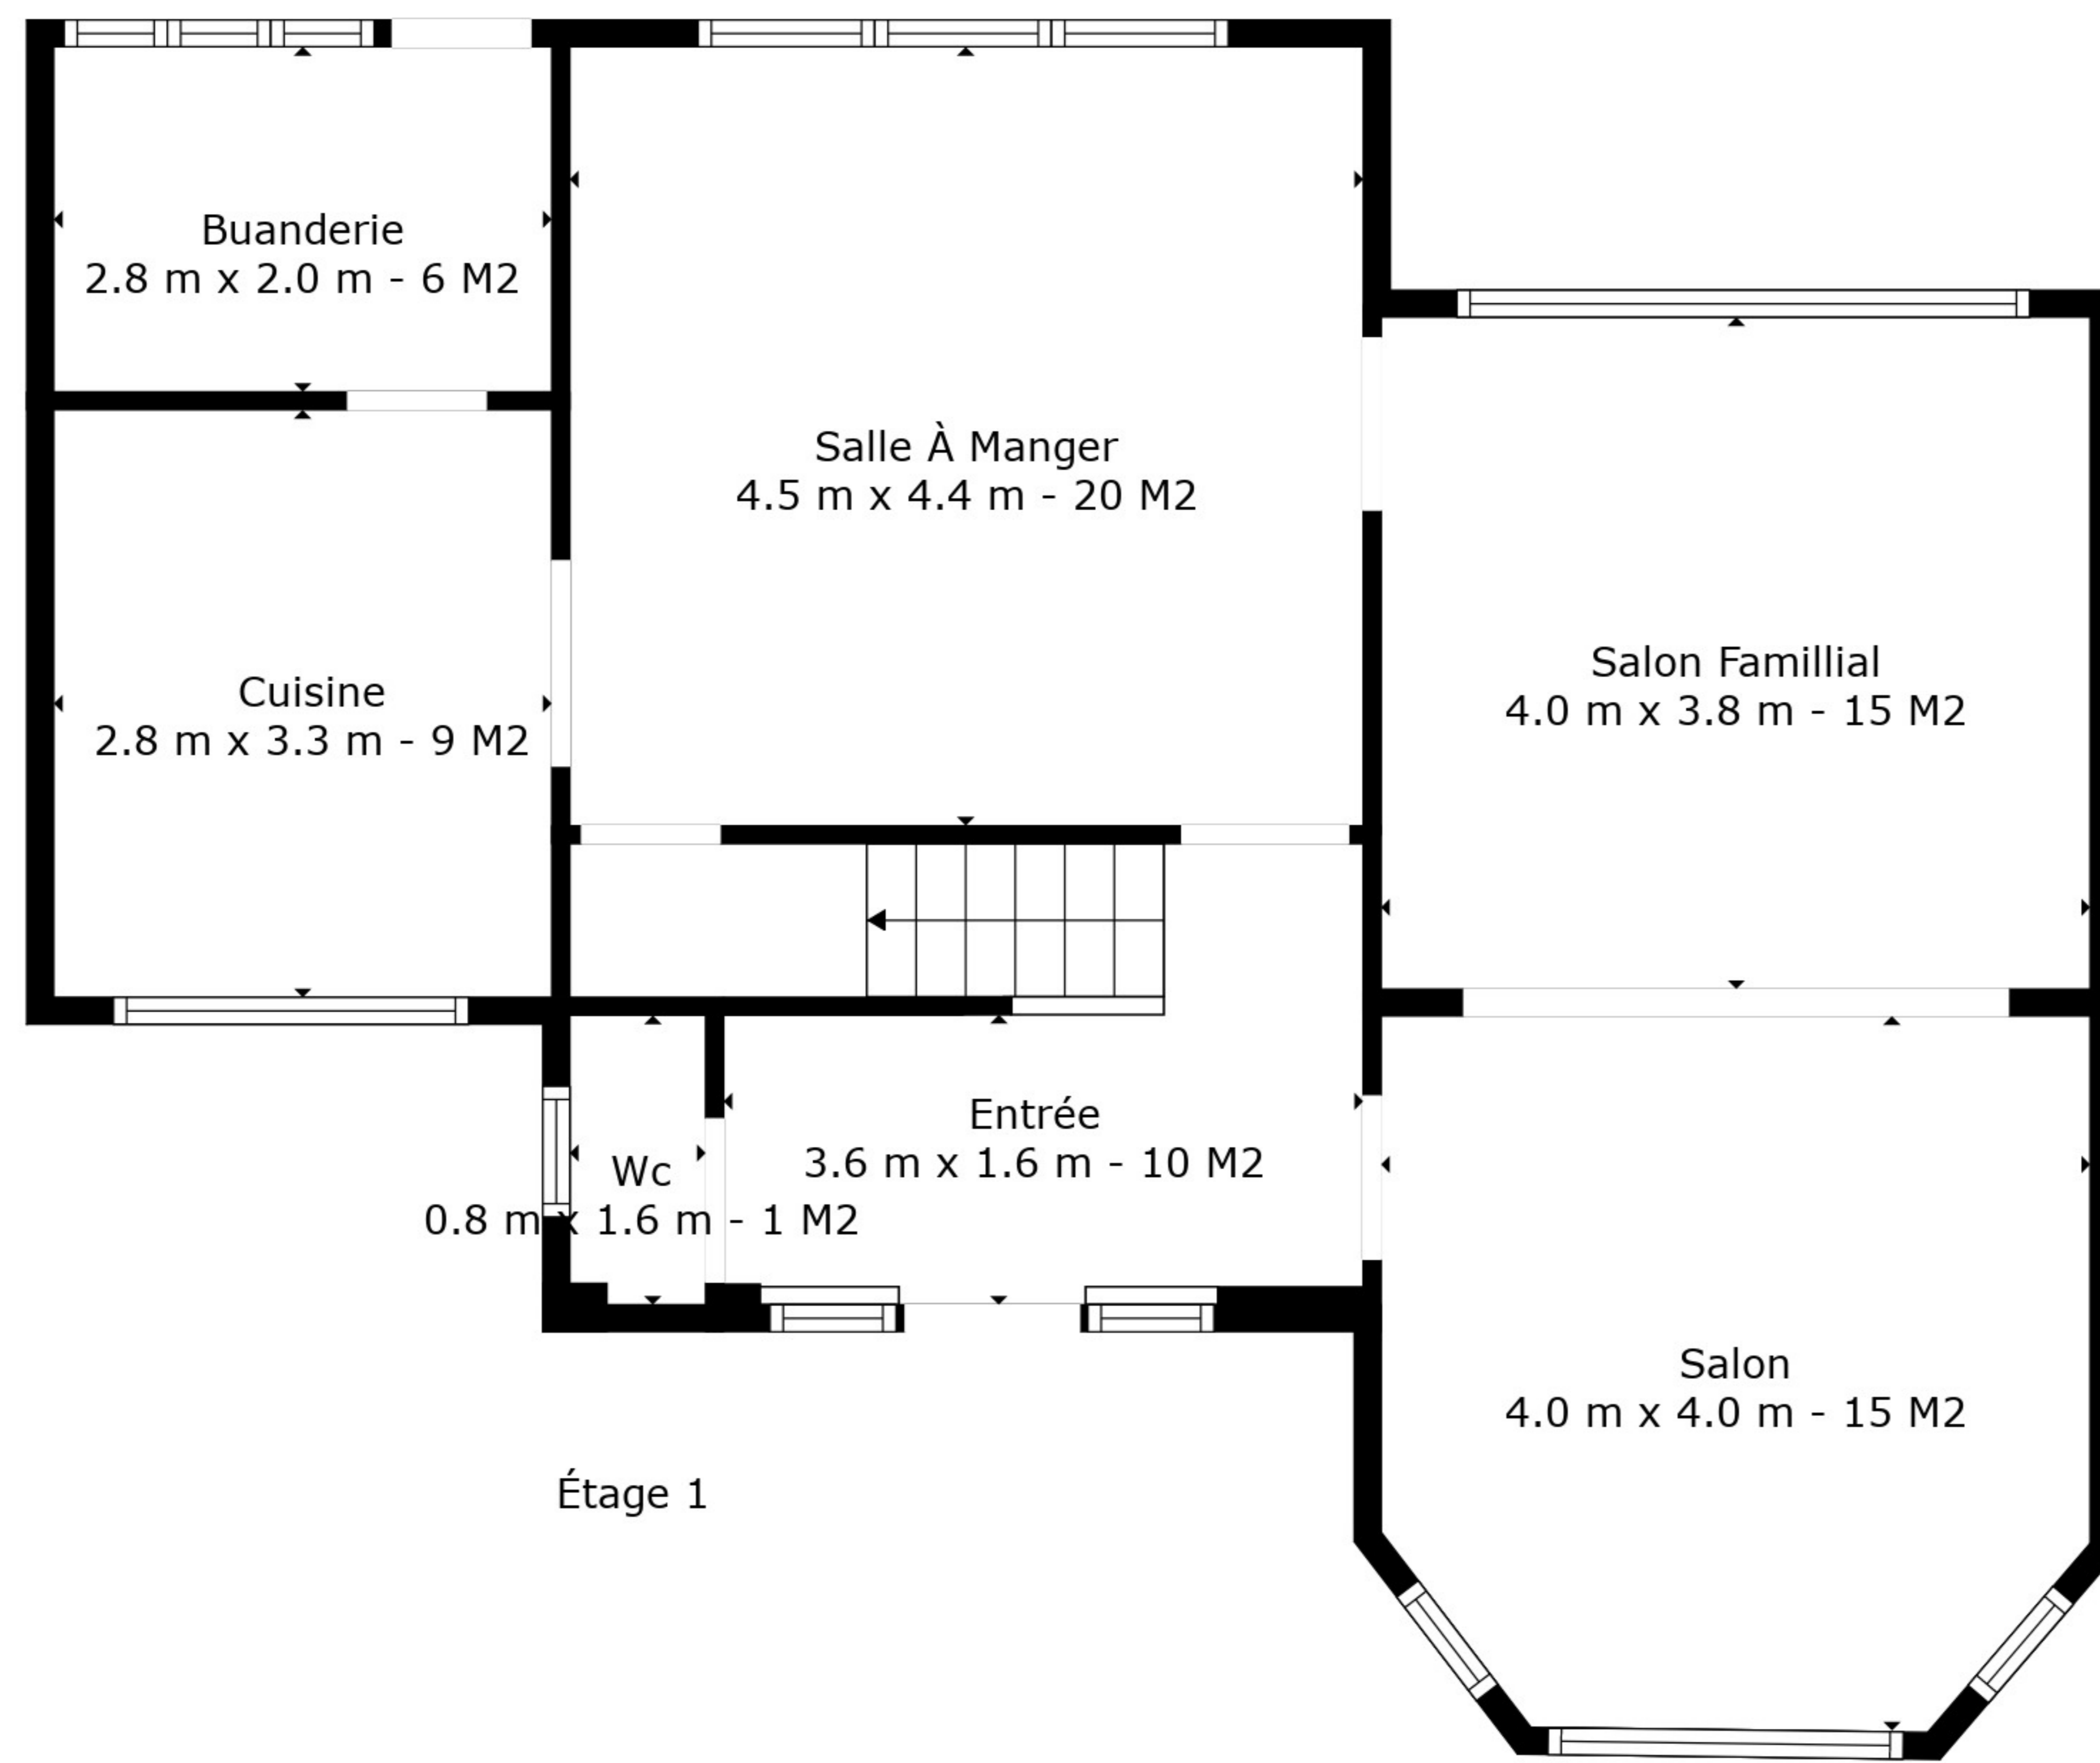 Buanderie
2.8 m x 2.0 m - 6 M2
Salle À Manger
4.5 m x 4.4 m - 20 M2
Cuisine
2.8 m x 3.3 m - 9 M2
Salon Famillial
4.0 m x 3.8 m - 15 M2
Entrée
3.6 m x 1.6 m - 10 M2
Wc
0.8 m x 1.6 m - 1 M2
Salon
4.0 m x 4.0 m - 15 M2
Étage 1